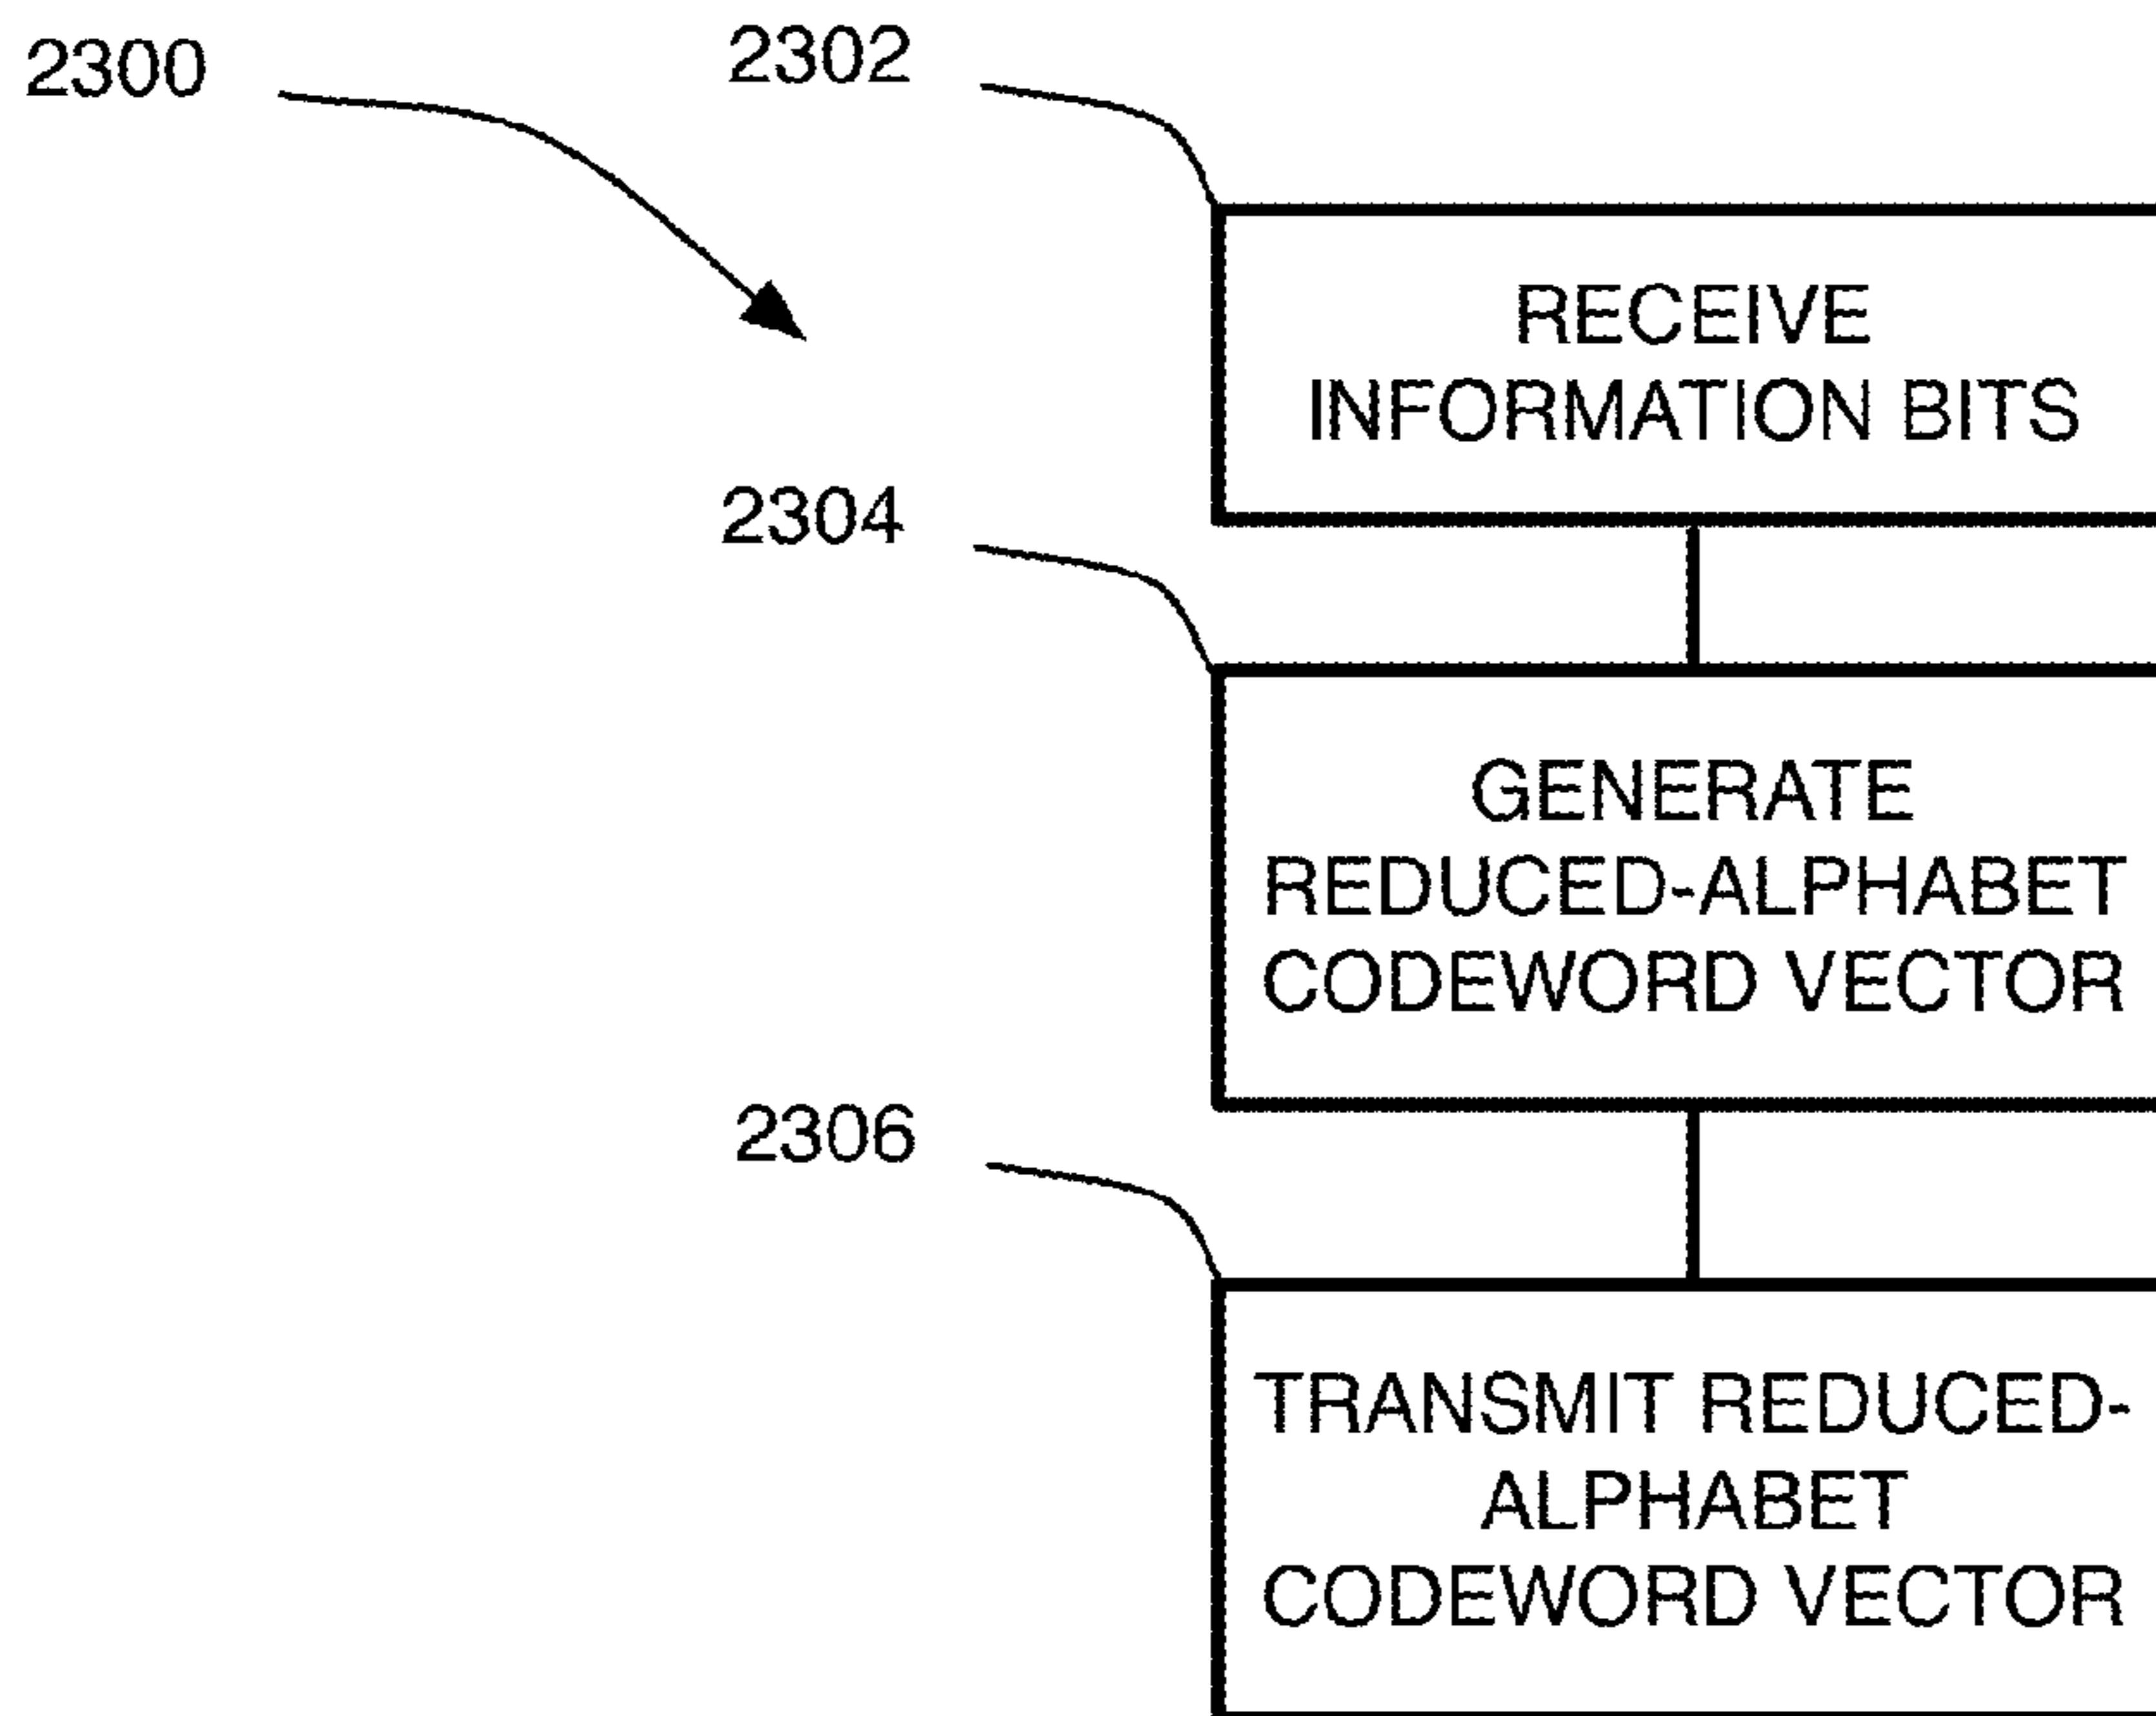 2300
2302
RECEIVE
INFORMATION BITS
2304
GENERATE
REDUCED-ALPHABET
CODEWORD VECTOR
2306
TRANSMIT REDUCED-
ALPHABET
CODEWORD VECTOR